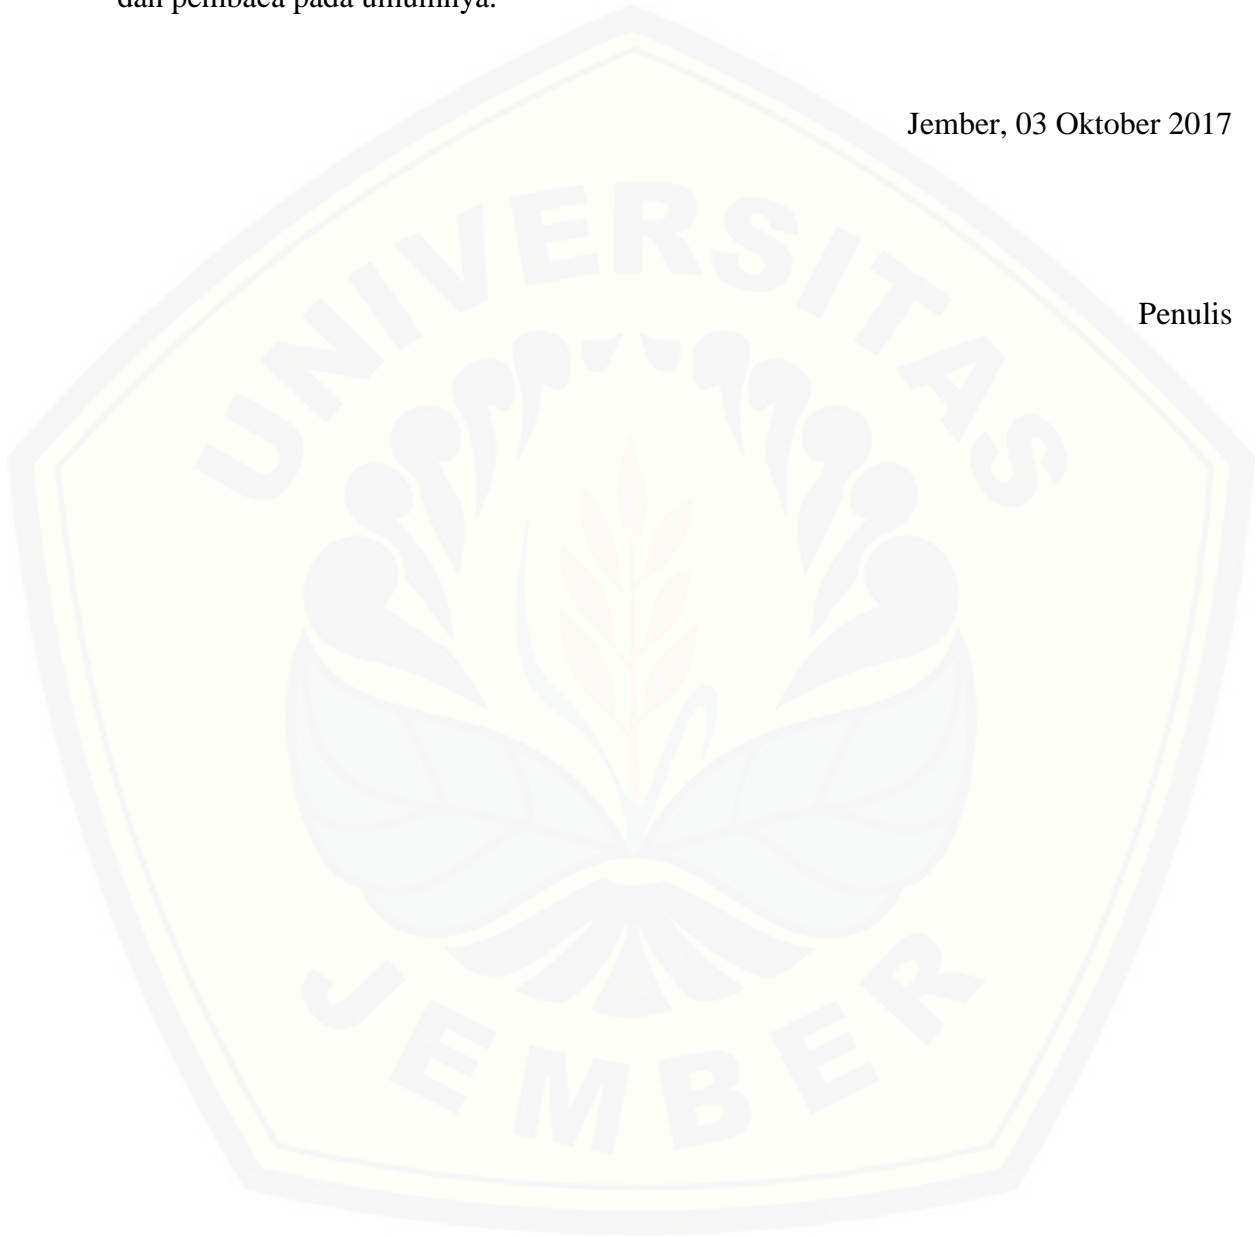 dan pembaca pada umumnya.
Jember, 03 Oktober 2017
Penulis
UNIVERSITAS
JEMBER